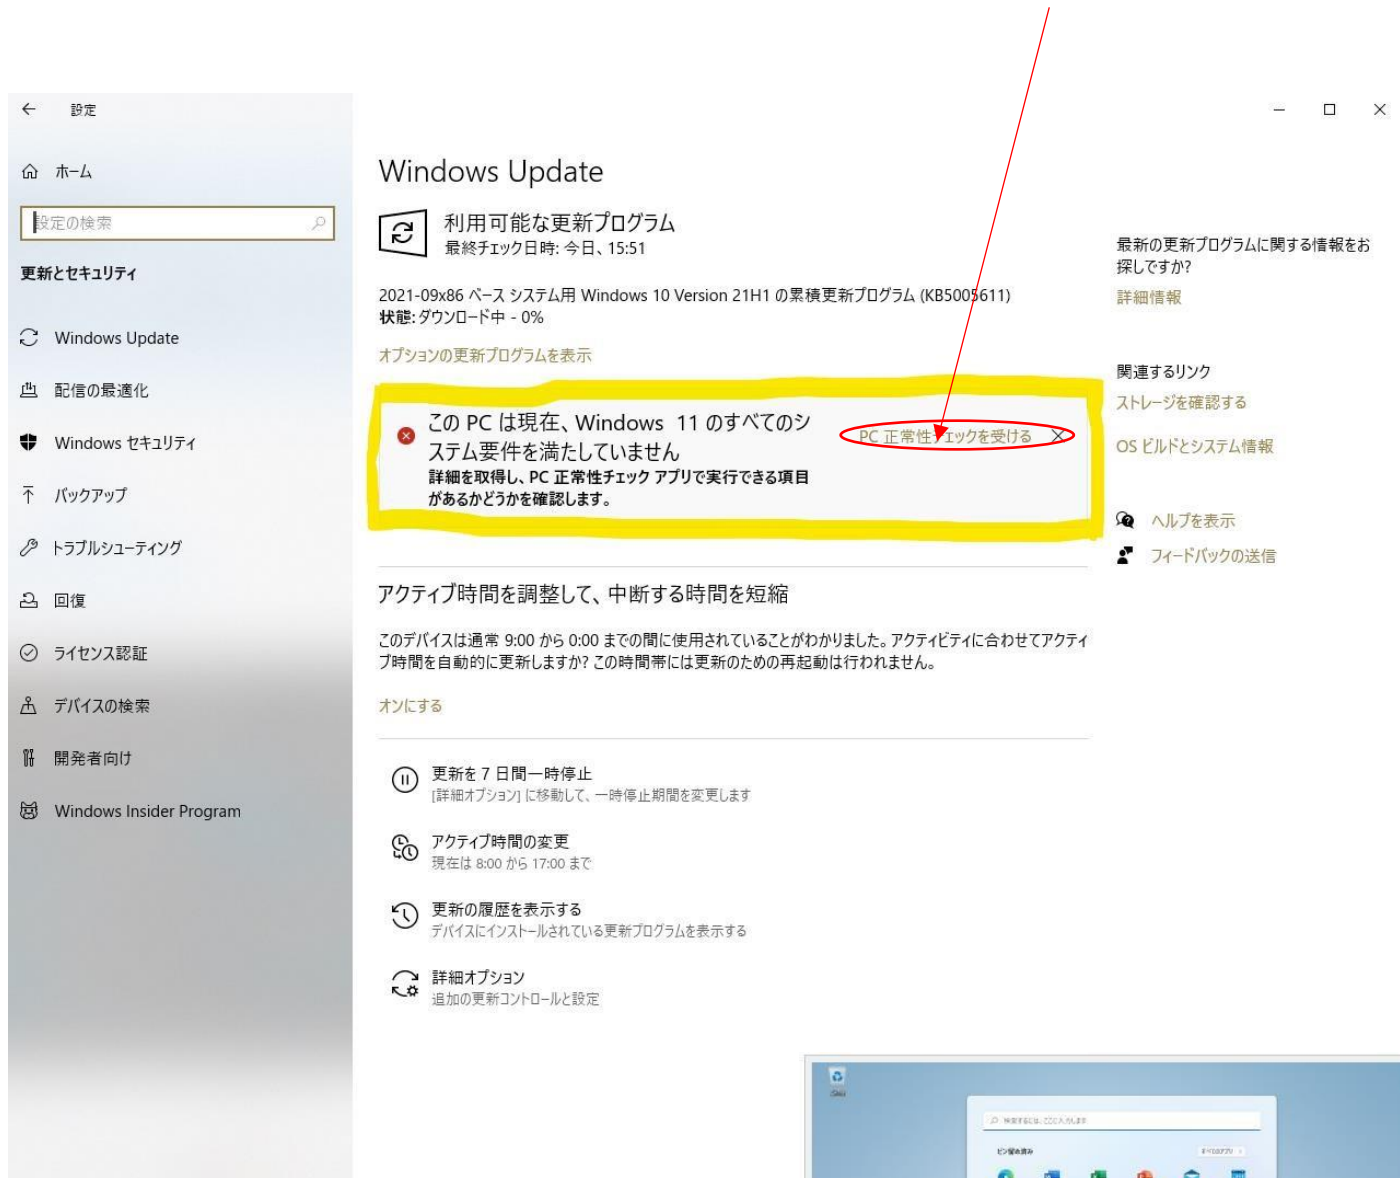 設定
ホーム
設定の検索
更新とセキュリティ
Windows Update
配信の最適化
Windows セキュリティ
バックアップ
トラブルシューティング
回復
ライセンス認証
デバイスの検索
開発者向け
Windows Insider Program
Windows Update
利用可能な更新プログラム
最終チェック日時: 今日、15:51
2021-09x86 ベース システム用 Windows 10 Version 21H1 の累積更新プログラム (KB5005611)
状態: ダウンロード中 - 0%
オプションの更新プログラムを表示
この PC は現在、Windows 11 のすべてのシ
ステム要件を満たしていません
詳細を取得し、PC 正常性チェック アプリで実行できる項目
があるかどうかを確認します。
PC 正常性チェックを受ける
アクティブ時間を調整して、中断する時間を短縮
このデバイスは通常 9:00 から 0:00 までの間に使用されていることがわかりました。アクティビティに合わせてアクティ
ブ時間を自動的に更新しますか? この時間帯には更新のための再起動は行われません。
オンにする
更新を 7 日間一時停止
[詳細オプション] に移動して、一時停止期間を変更します
アクティブ時間の変更
現在は 8:00 から 17:00 まで
更新の履歴を表示する
デバイスにインストールされている更新プログラムを表示する
詳細オプション
追加の更新コントロールと設定
最新の更新プログラムに関する情報をお
探しですか?
詳細情報
関連するリンク
ストレージを確認する
OS ビルドとシステム情報
ヘルプを表示
フィードバックの送信
検索するには、ここに入力します
ピン留め済み
すべてのアプリ